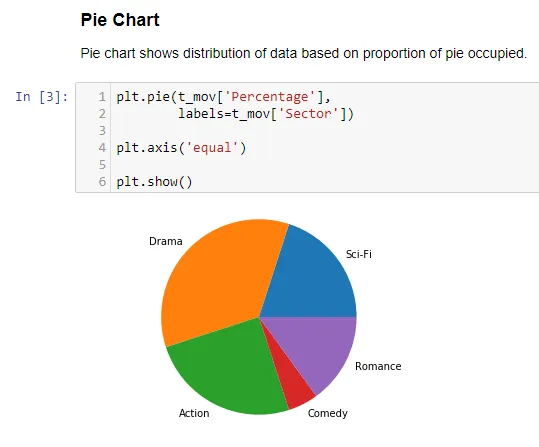 Pie Chart
Pie chart shows distribution of data based on proportion of pie occupied.
In [3]:
1 plt.pie(t_mov['Percentage'],
2         labels=t_mov['Sector'])
3
4 plt.axis('equal')
5
6 plt.show()
Drama
Sci-Fi
Romance
Action
Comedy